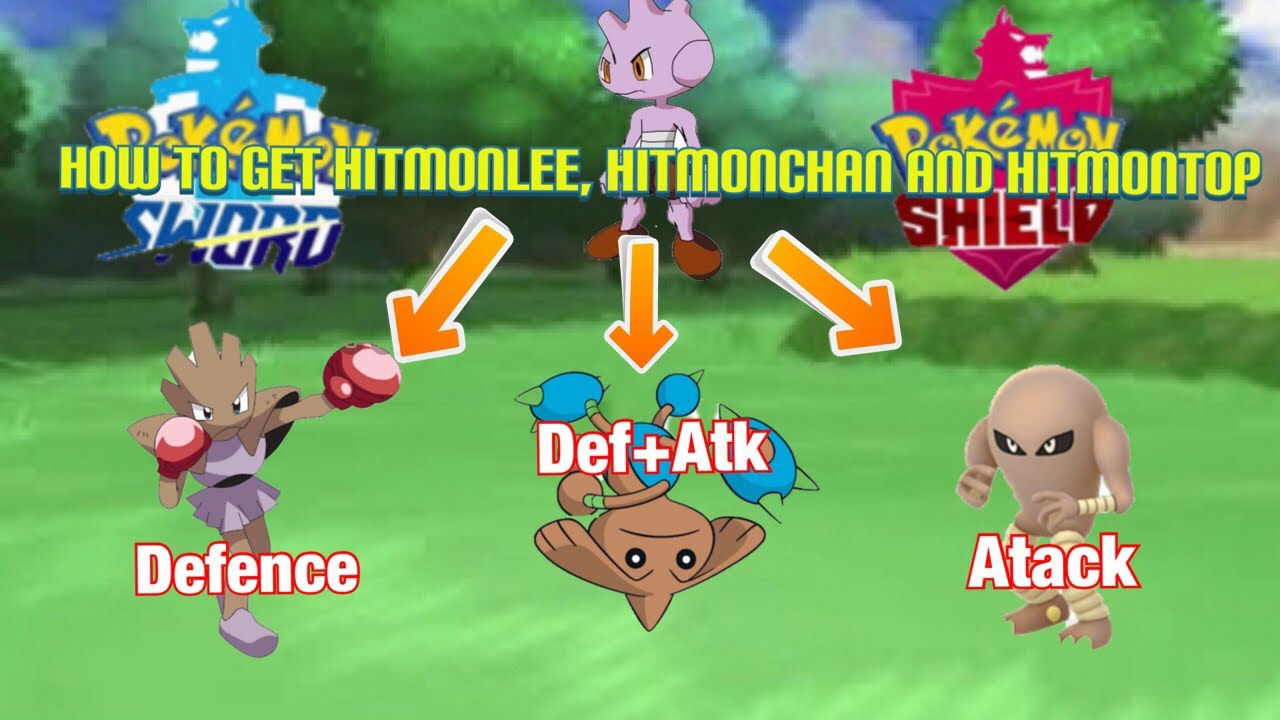 POKÉMON
SWORD
POKÉMON
SHIELD
HOW TO GET HITMONLEE, HITMONCHAN AND HITMONTOP
Def+Atk
Defence
Atack